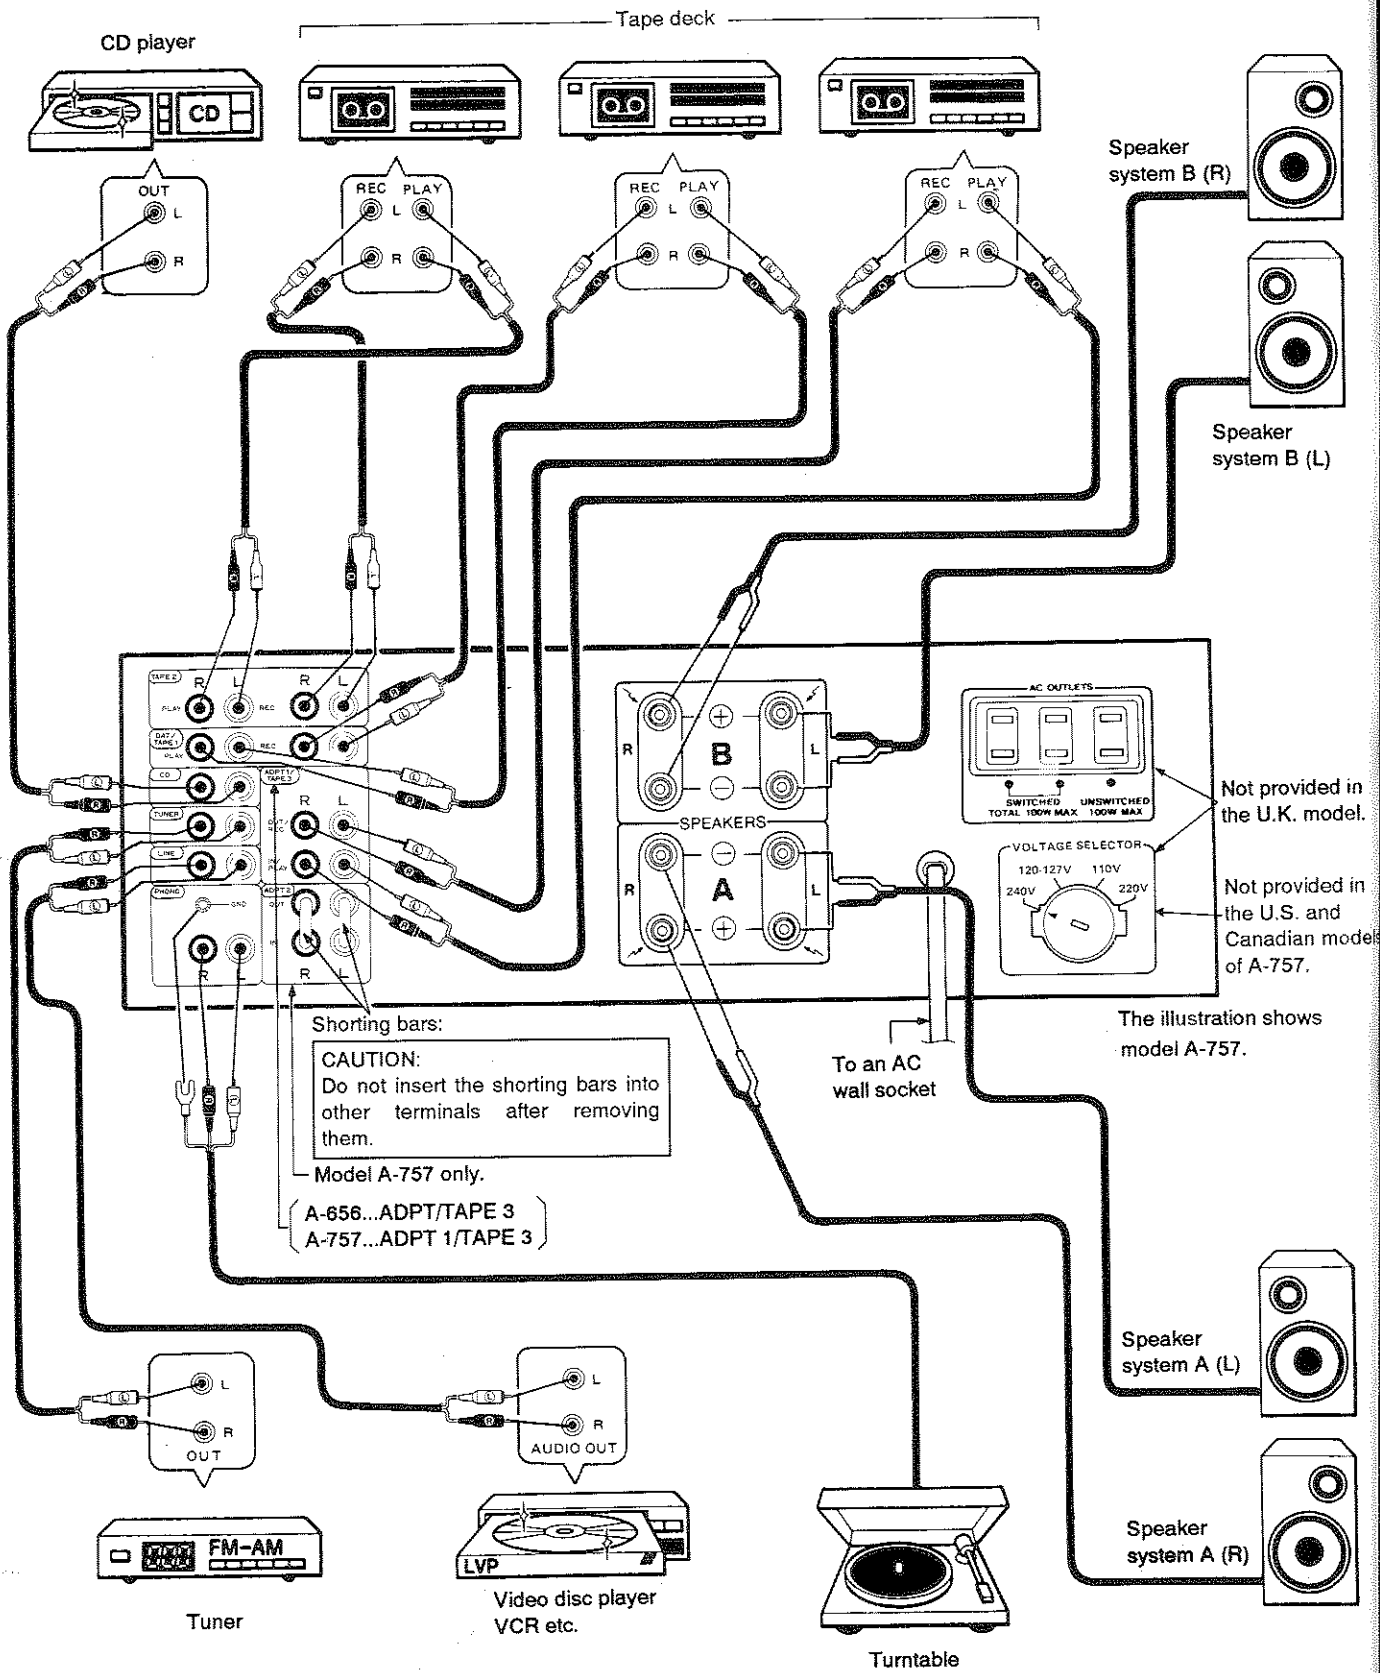 Tape deck
CD player
CD
OUT
L
R
REC PLAY
L
R
REC PLAY
L
R
REC PLAY
L
R
Speaker
system B (R)
Speaker
system B (L)
TAPE 2
R L
R L
PLAY
REC
DAT/
TAPE 1
PLAY
REC
CD
ADPT 1/
TAPE 3
R L
TUNER
OUT/
REC
LINE
PLAY
PHONO
ADPT 2
OUT
GND
R L
R L
R
B
L
SPEAKERS
R
A
L
AC OUTLETS
SWITCHED
TOTAL 100W MAX
UNSWITCHED
100W MAX
VOLTAGE SELECTOR
120-127V 110V
240V 220V
Not provided in
the U.K. model.
Not provided in
the U.S. and
Canadian models
of A-757.
The illustration shows
model A-757.
To an AC
wall socket
Shorting bars:
CAUTION:
Do not insert the shorting bars into
other terminals after removing
them.
Model A-757 only.
A-656...ADPT/TAPE 3
A-757...ADPT 1/TAPE 3
L
R
OUT
FM-AM
Tuner
L
R
AUDIO OUT
LVP
Video disc player
VCR etc.
Turntable
Speaker
system A (L)
Speaker
system A (R)